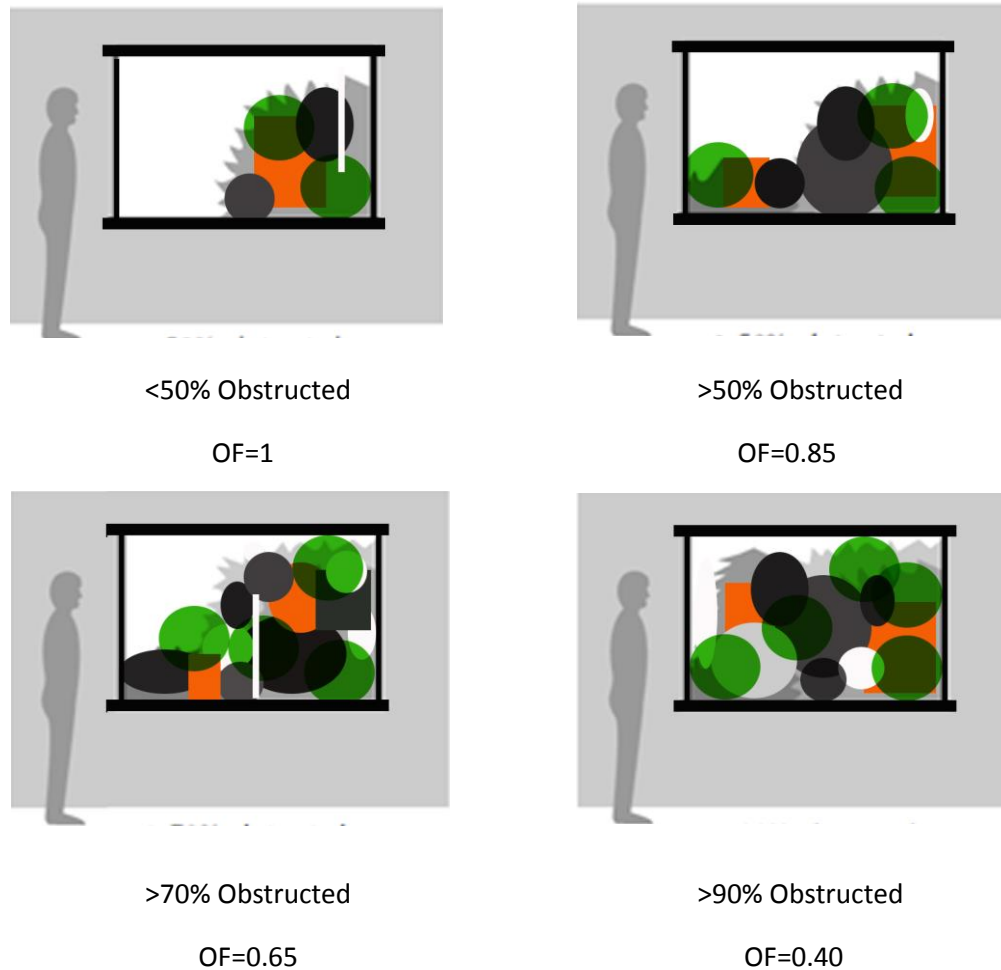 <50% Obstructed
>50% Obstructed
OF=1
OF=0.85
>70% Obstructed
>90% Obstructed
OF=0.65
OF=0.40